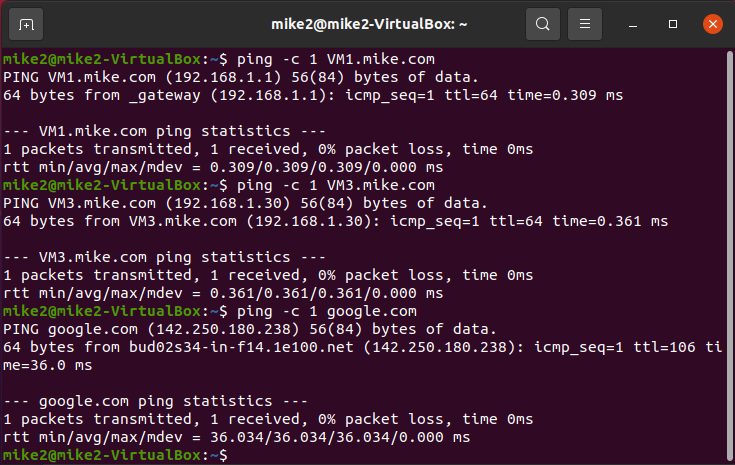 mike2@mike2-VirtualBox: ~
mike2@mike2-VirtualBox:~$ ping -c 1 VM1.mike.com
PING VM1.mike.com (192.168.1.1) 56(84) bytes of data.
64 bytes from _gateway (192.168.1.1): icmp_seq=1 ttl=64 time=0.309 ms

--- VM1.mike.com ping statistics ---
1 packets transmitted, 1 received, 0% packet loss, time 0ms
rtt min/avg/max/mdev = 0.309/0.309/0.309/0.000 ms
mike2@mike2-VirtualBox:~$ ping -c 1 VM3.mike.com
PING VM3.mike.com (192.168.1.30) 56(84) bytes of data.
64 bytes from VM3.mike.com (192.168.1.30): icmp_seq=1 ttl=64 time=0.361 ms

--- VM3.mike.com ping statistics ---
1 packets transmitted, 1 received, 0% packet loss, time 0ms
rtt min/avg/max/mdev = 0.361/0.361/0.361/0.000 ms
mike2@mike2-VirtualBox:~$ ping -c 1 google.com
PING google.com (142.250.180.238) 56(84) bytes of data.
64 bytes from bud02s34-in-f14.1e100.net (142.250.180.238): icmp_seq=1 ttl=106 ti
me=36.0 ms

--- google.com ping statistics ---
1 packets transmitted, 1 received, 0% packet loss, time 0ms
rtt min/avg/max/mdev = 36.034/36.034/36.034/0.000 ms
mike2@mike2-VirtualBox:~$